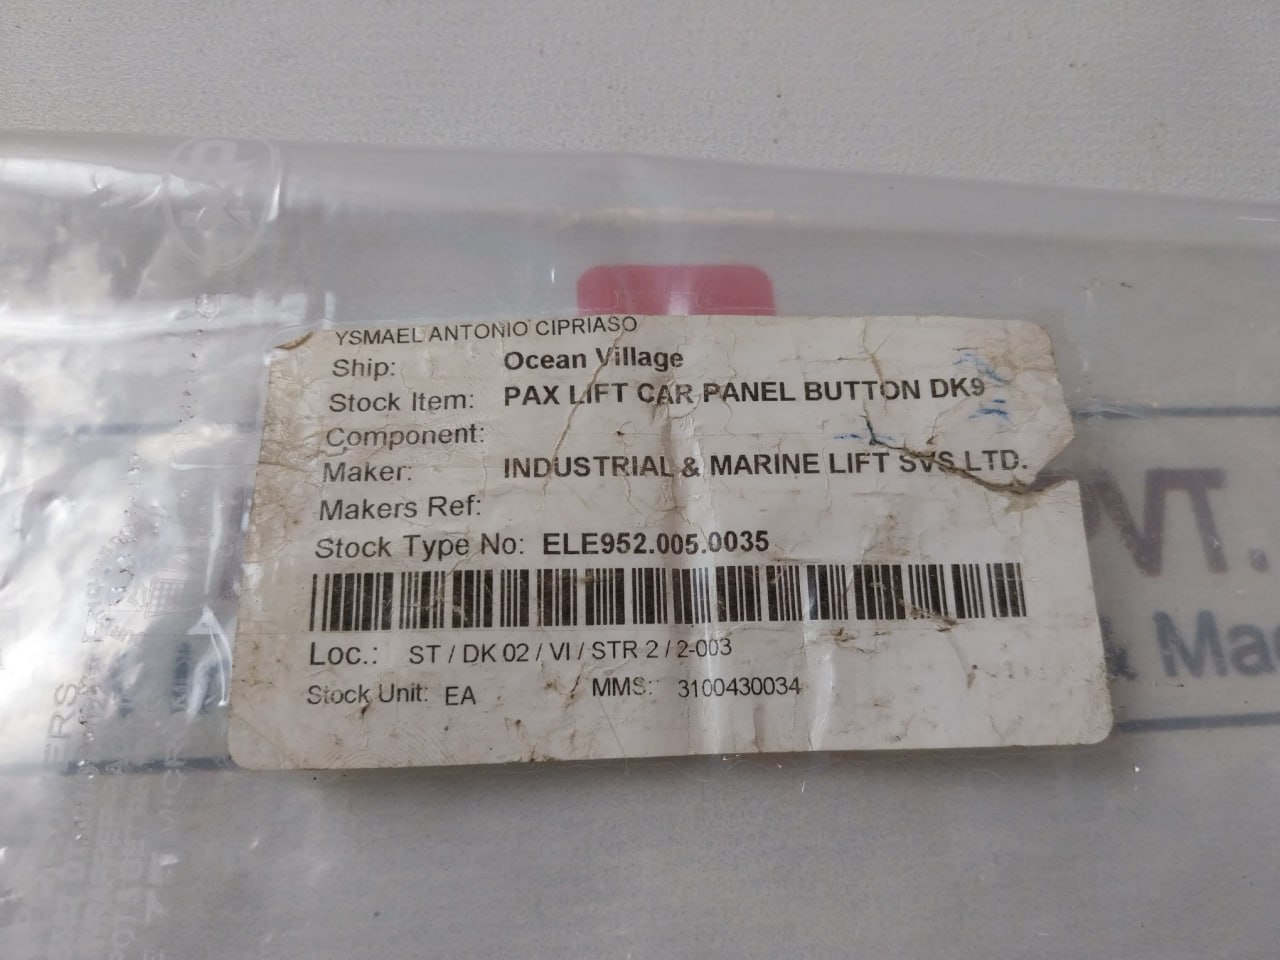 YSMAEL ANTONIO CIPRIASO
Ship: Ocean Village
Stock Item: PAX LIFT CAR PANEL BUTTON DK9
Component:
Maker: INDUSTRIAL & MARINE LIFT SVS LTD.
Makers Ref:
Stock Type No: ELE952.005.0035
Loc.: ST / DK 02 / VI / STR 2 / 2-003
Stock Unit: EA MMS: 3100430034